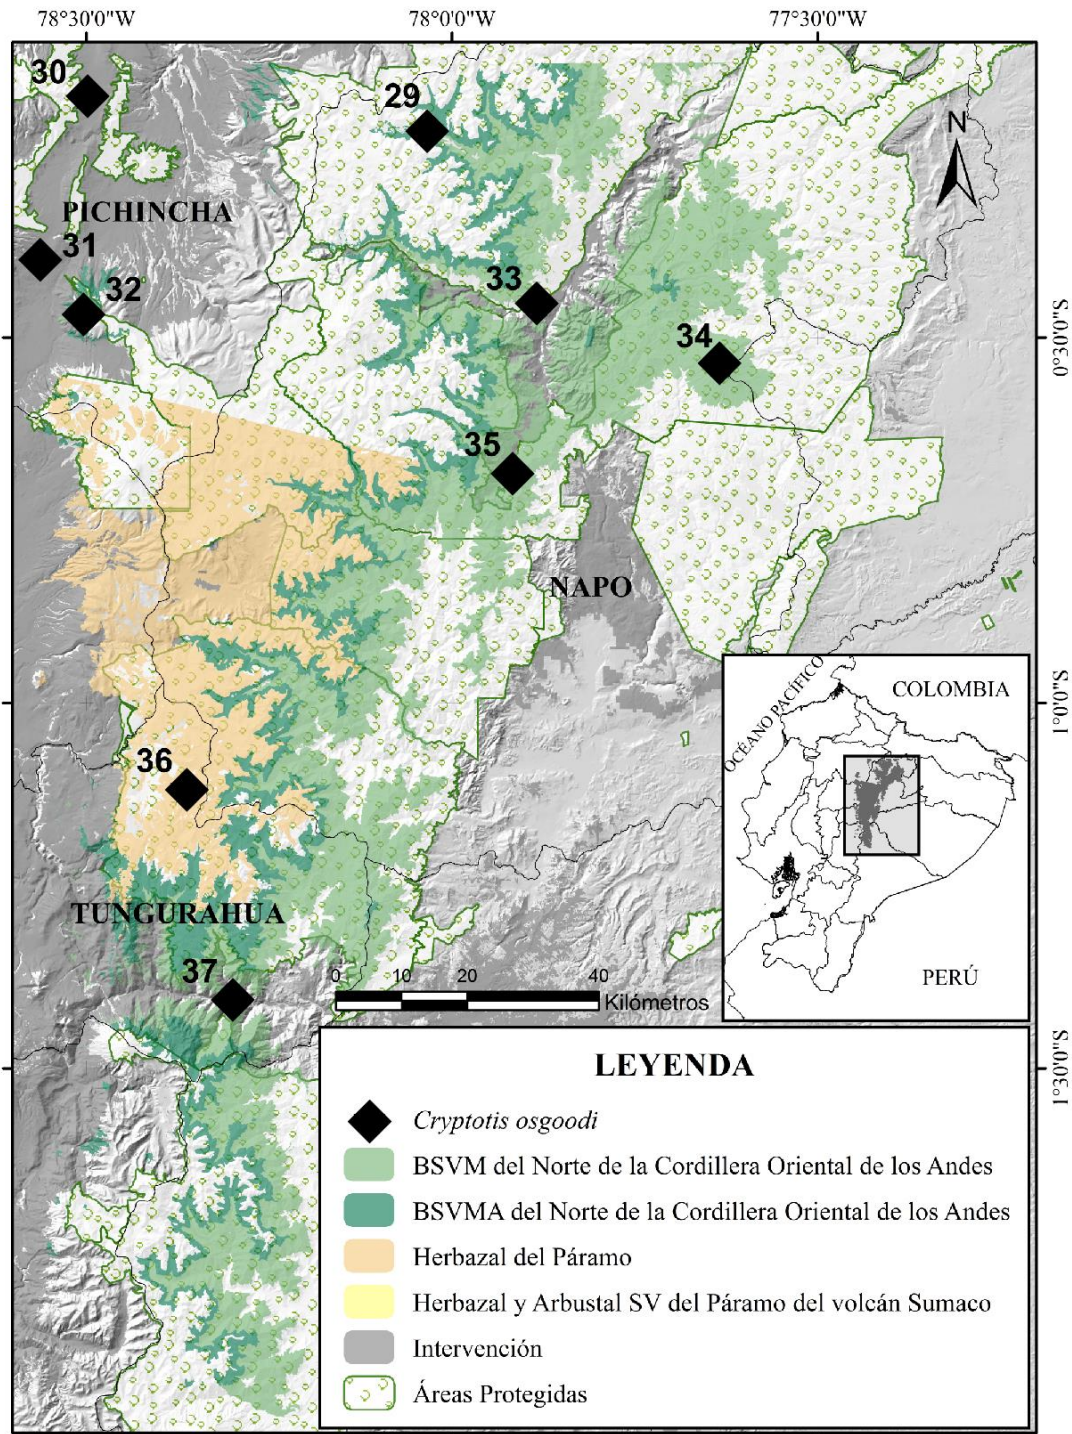 78°30'0"W 78°0'0"W 77°30'0"W
30
29
N
PICHINCHA
31
32
33
34
0°30'0"S
35
NAPO
1°0'0"S
OCÉANO PACÍFICO
COLOMBIA
36
TUNGURAHUA
37
0 10 20 40
Kilómetros
PERÚ
1°30'0"S
LEYENDA
Cryptotis osgoodi
BSVM del Norte de la Cordillera Oriental de los Andes
BSVMA del Norte de la Cordillera Oriental de los Andes
Herbazal del Páramo
Herbazal y Arbustal SV del Páramo del volcán Sumaco
Intervención
Áreas Protegidas